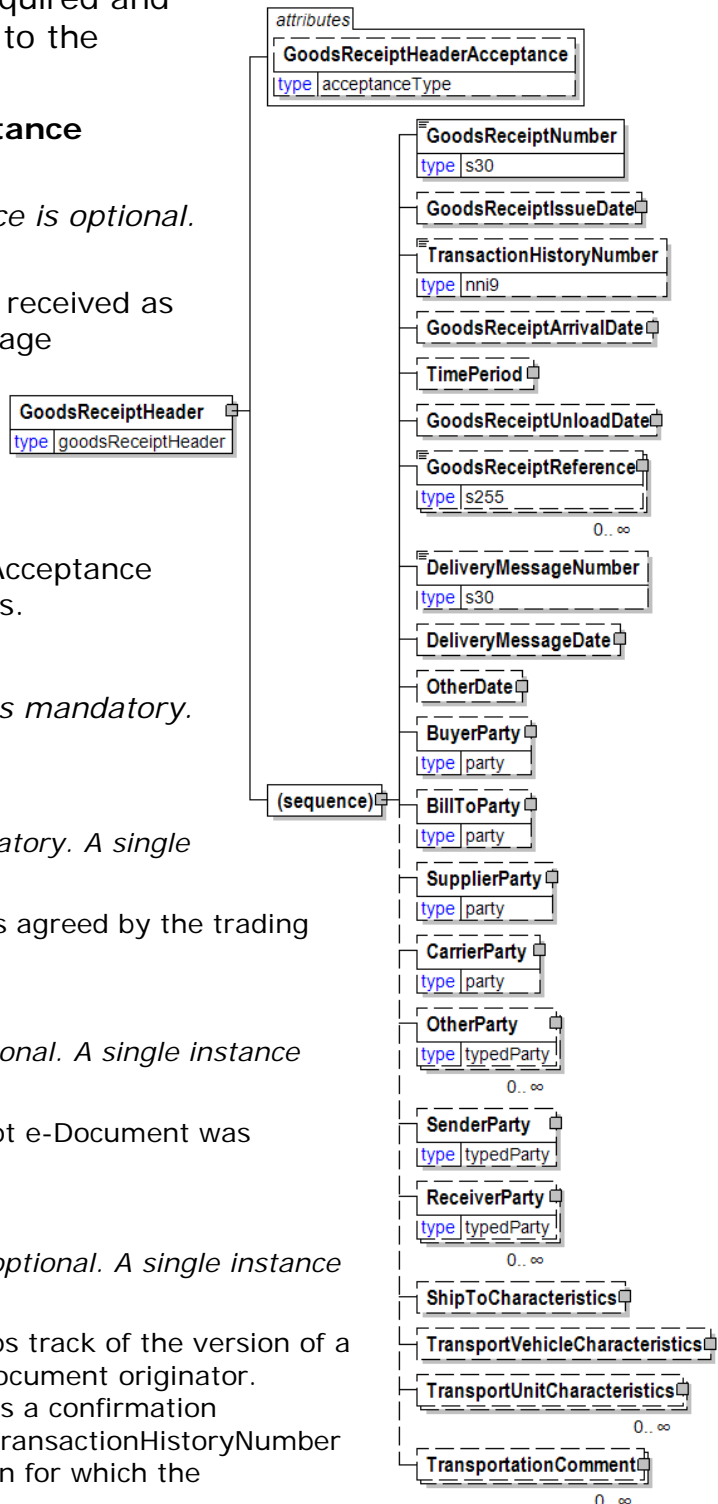 quired and
to the
tance
ce is optional.
received as
age
Acceptance
s.
s mandatory.
atory. A single
s agreed by the trading
onal. A single instance
ot e-Document was
optional. A single instance
os track of the version of a
ocument originator.
s a confirmation
ransactionHistoryNumber
n for which the
GoodsReceiptHeader
type goodsReceiptHeader
attributes
GoodsReceiptHeaderAcceptance
type acceptanceType
(sequence)
GoodsReceiptNumber
type s30
GoodsReceiptIssueDate
TransactionHistoryNumber
type nni9
GoodsReceiptArrivalDate
TimePeriod
GoodsReceiptUnloadDate
GoodsReceiptReference
type s255
0..∞
DeliveryMessageNumber
type s30
DeliveryMessageDate
OtherDate
BuyerParty
type party
BillToParty
type party
SupplierParty
type party
CarrierParty
type party
OtherParty
type typedParty
0..∞
SenderParty
type typedParty
ReceiverParty
type typedParty
0..∞
ShipToCharacteristics
TransportVehicleCharacteristics
TransportUnitCharacteristics
0..∞
TransportationComment
0..∞